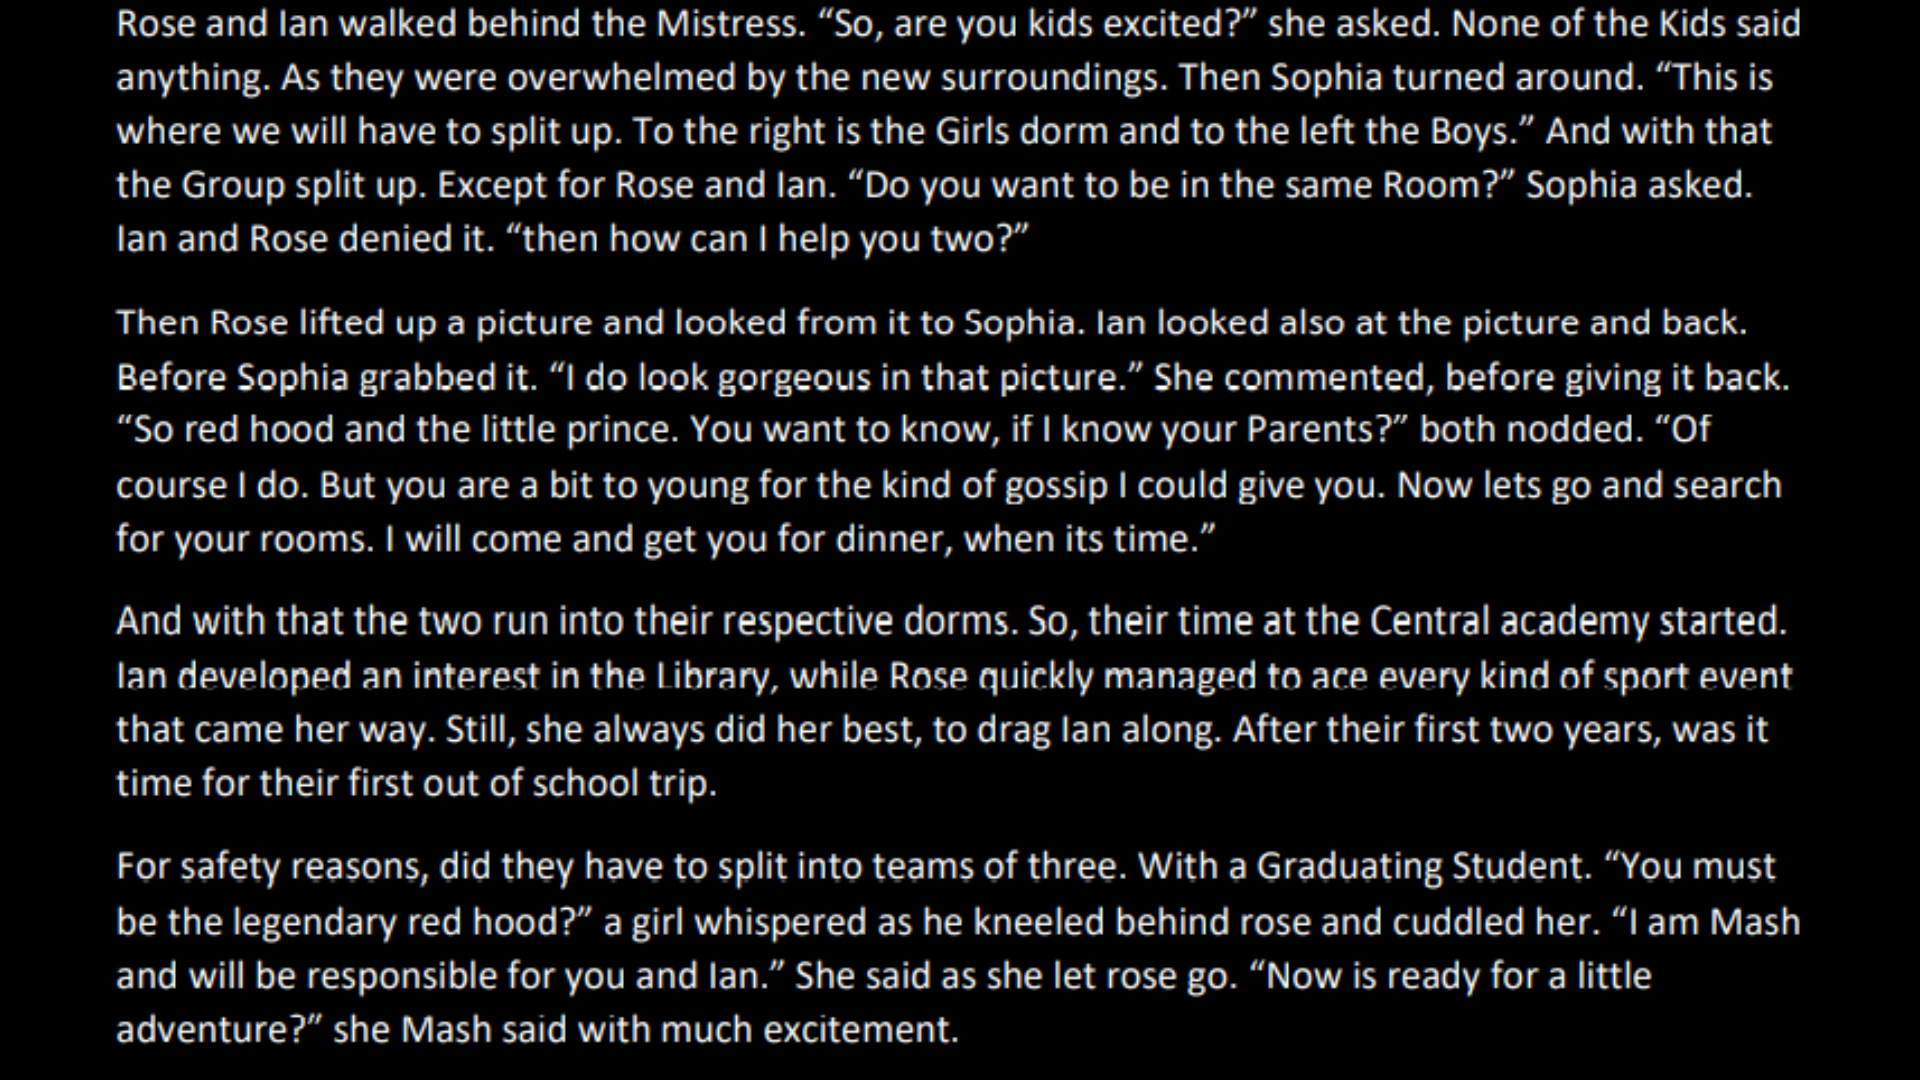 Rose and Ian walked behind the Mistress. “So, are you kids excited?” she asked. None of the Kids said
anything. As they were overwhelmed by the new surroundings. Then Sophia turned around. “This is
where we will have to split up. To the right is the Girls dorm and to the left the Boys.” And with that
the Group split up. Except for Rose and Ian. “Do you want to be in the same Room?” Sophia asked.
Ian and Rose denied it. “then how can I help you two?”
Then Rose lifted up a picture and looked from it to Sophia. Ian looked also at the picture and back.
Before Sophia grabbed it. “I do look gorgeous in that picture.” She commented, before giving it back.
“So red hood and the little prince. You want to know, if I know your Parents?” both nodded. “Of
course I do. But you are a bit to young for the kind of gossip I could give you. Now lets go and search
for your rooms. I will come and get you for dinner, when its time.”
And with that the two run into their respective dorms. So, their time at the Central academy started.
Ian developed an interest in the Library, while Rose quickly managed to ace every kind of sport event
that came her way. Still, she always did her best, to drag Ian along. After their first two years, was it
time for their first out of school trip.
For safety reasons, did they have to split into teams of three. With a Graduating Student. “You must
be the legendary red hood?” a girl whispered as he kneeled behind rose and cuddled her. “I am Mash
and will be responsible for you and Ian.” She said as she let rose go. “Now is ready for a little
adventure?” she Mash said with much excitement.